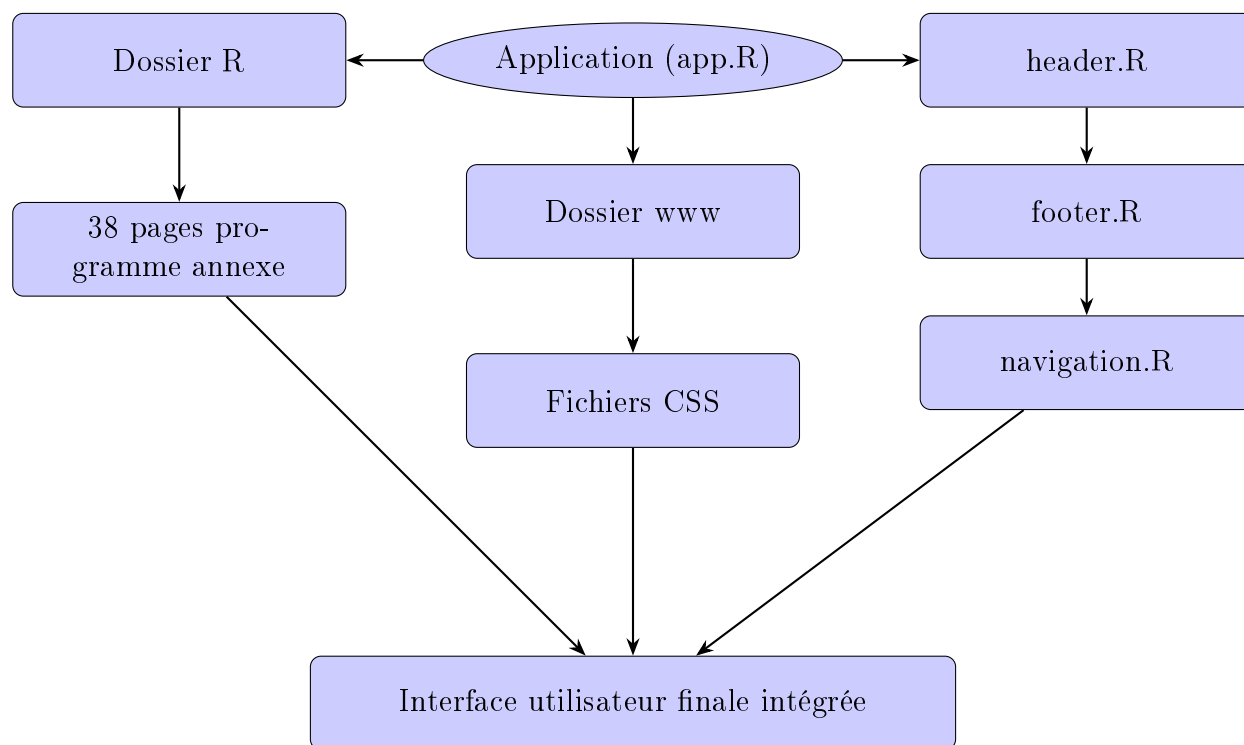 Dossier R
Application (app.R)
header.R
Dossier www
footer.R
38 pages pro-
gramme annexe
navigation.R
Fichiers CSS
Interface utilisateur finale intégrée